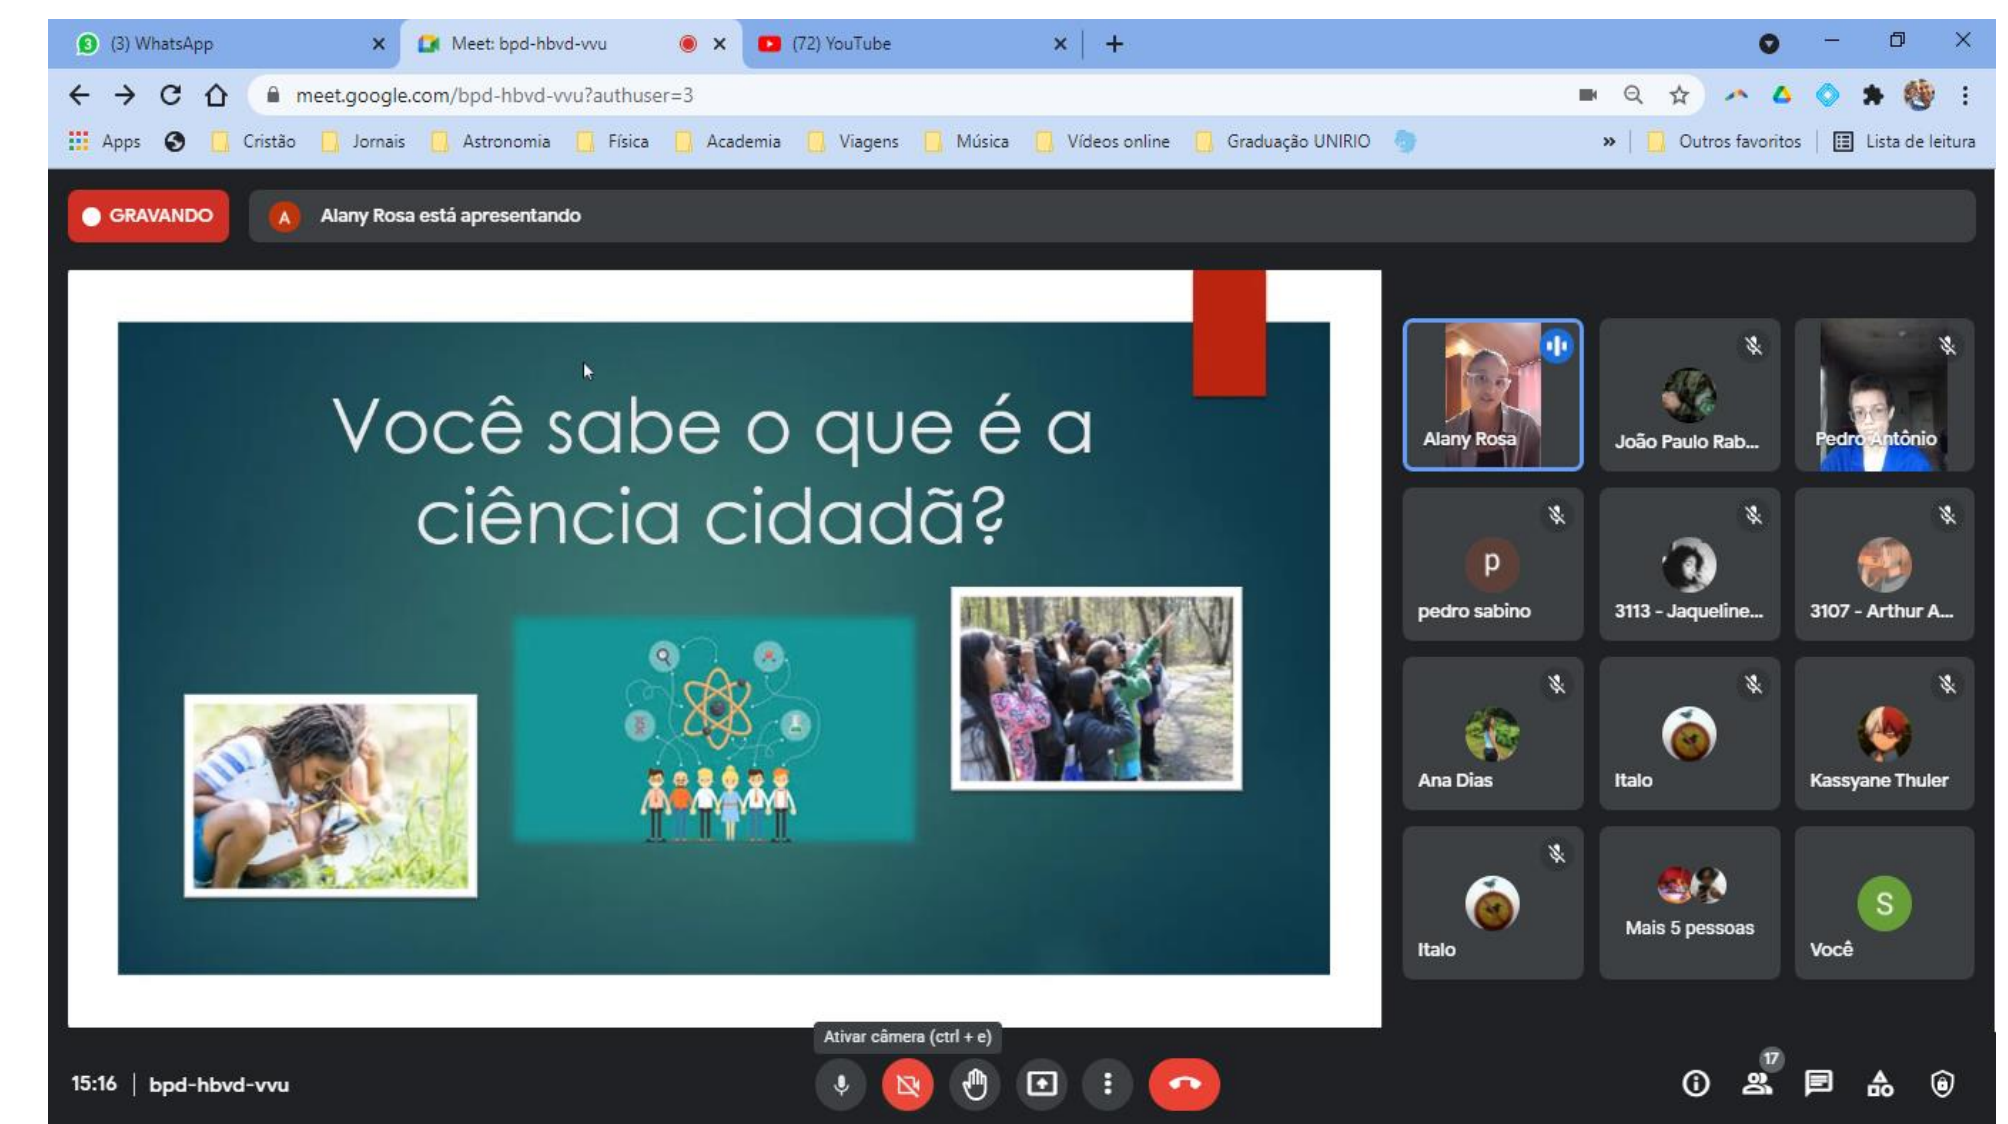 3 (3) WhatsApp
Meet: bpd-hbvd-vvu
(72) YouTube
meet.google.com/bpd-hbvd-vvu?authuser=3
Apps Cristão Jornais Astronomia Física Academia Viagens Música Vídeos online Graduação UNIRIO » Outros favoritos Lista de leitura
GRAVANDO
A Alany Rosa está apresentando
Você sabe o que é a
ciência cidadã?
Alany Rosa
João Paulo Rab...
Pedro Antônio
p
pedro sabino
3113 - Jaqueline...
3107 - Arthur A...
Ana Dias
Italo
Kassyane Thuler
Italo
Mais 5 pessoas
S
Você
Ativar câmera (ctrl + e)
15:16 | bpd-hbvd-vvu
17